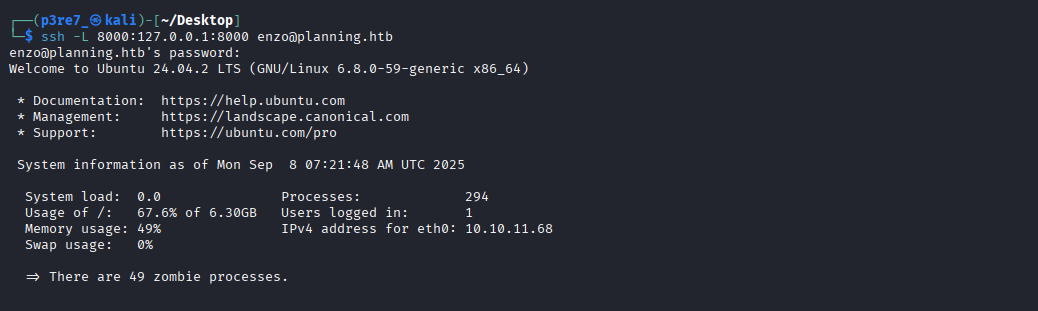 ┌──(p3re7_㉿kali)-[~/Desktop]
└─$ ssh -L 8000:127.0.0.1:8000 enzo@planning.htb
enzo@planning.htb's password:
Welcome to Ubuntu 24.04.2 LTS (GNU/Linux 6.8.0-59-generic x86_64)
* Documentation:  https://help.ubuntu.com
* Management:     https://landscape.canonical.com
* Support:        https://ubuntu.com/pro
System information as of Mon Sep  8 07:21:48 AM UTC 2025
System load:  0.0               Processes:             294
Usage of /:   67.6% of 6.30GB   Users logged in:       1
Memory usage: 49%               IPv4 address for eth0: 10.10.11.68
Swap usage:   0%
=> There are 49 zombie processes.